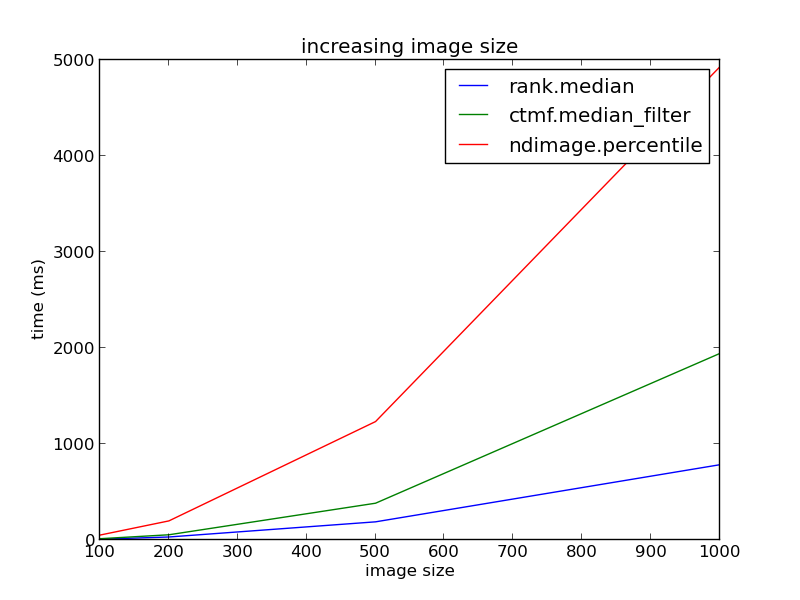 increasing image size
rank.median
ctmf.median_filter
ndimage.percentile
time (ms)
5000
4000
3000
2000
1000
0
100 200 300 400 500 600 700 800 900 1000
image size